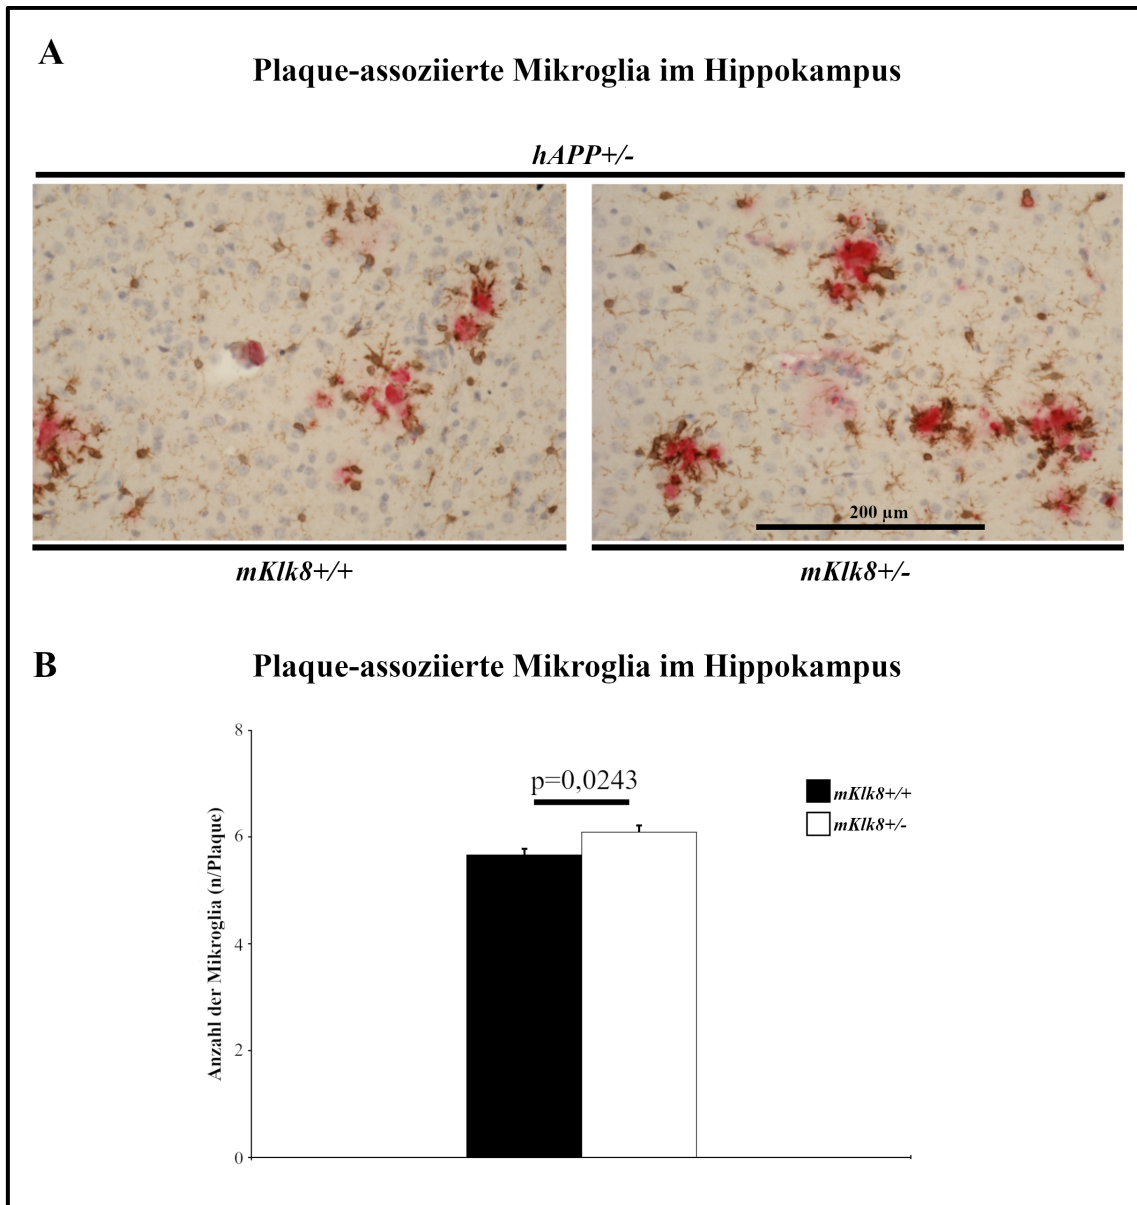 A
Plaque-assoziierte Mikroglia im Hippokampus
hAPP+/-
200 µm
mKlk8+/+
mKlk8+/-
B
Plaque-assoziierte Mikroglia im Hippokampus
Anzahl der Mikroglia (n/Plaque)
8
6
4
2
0
p=0,0243
mKlk8+/+
mKlk8+/-